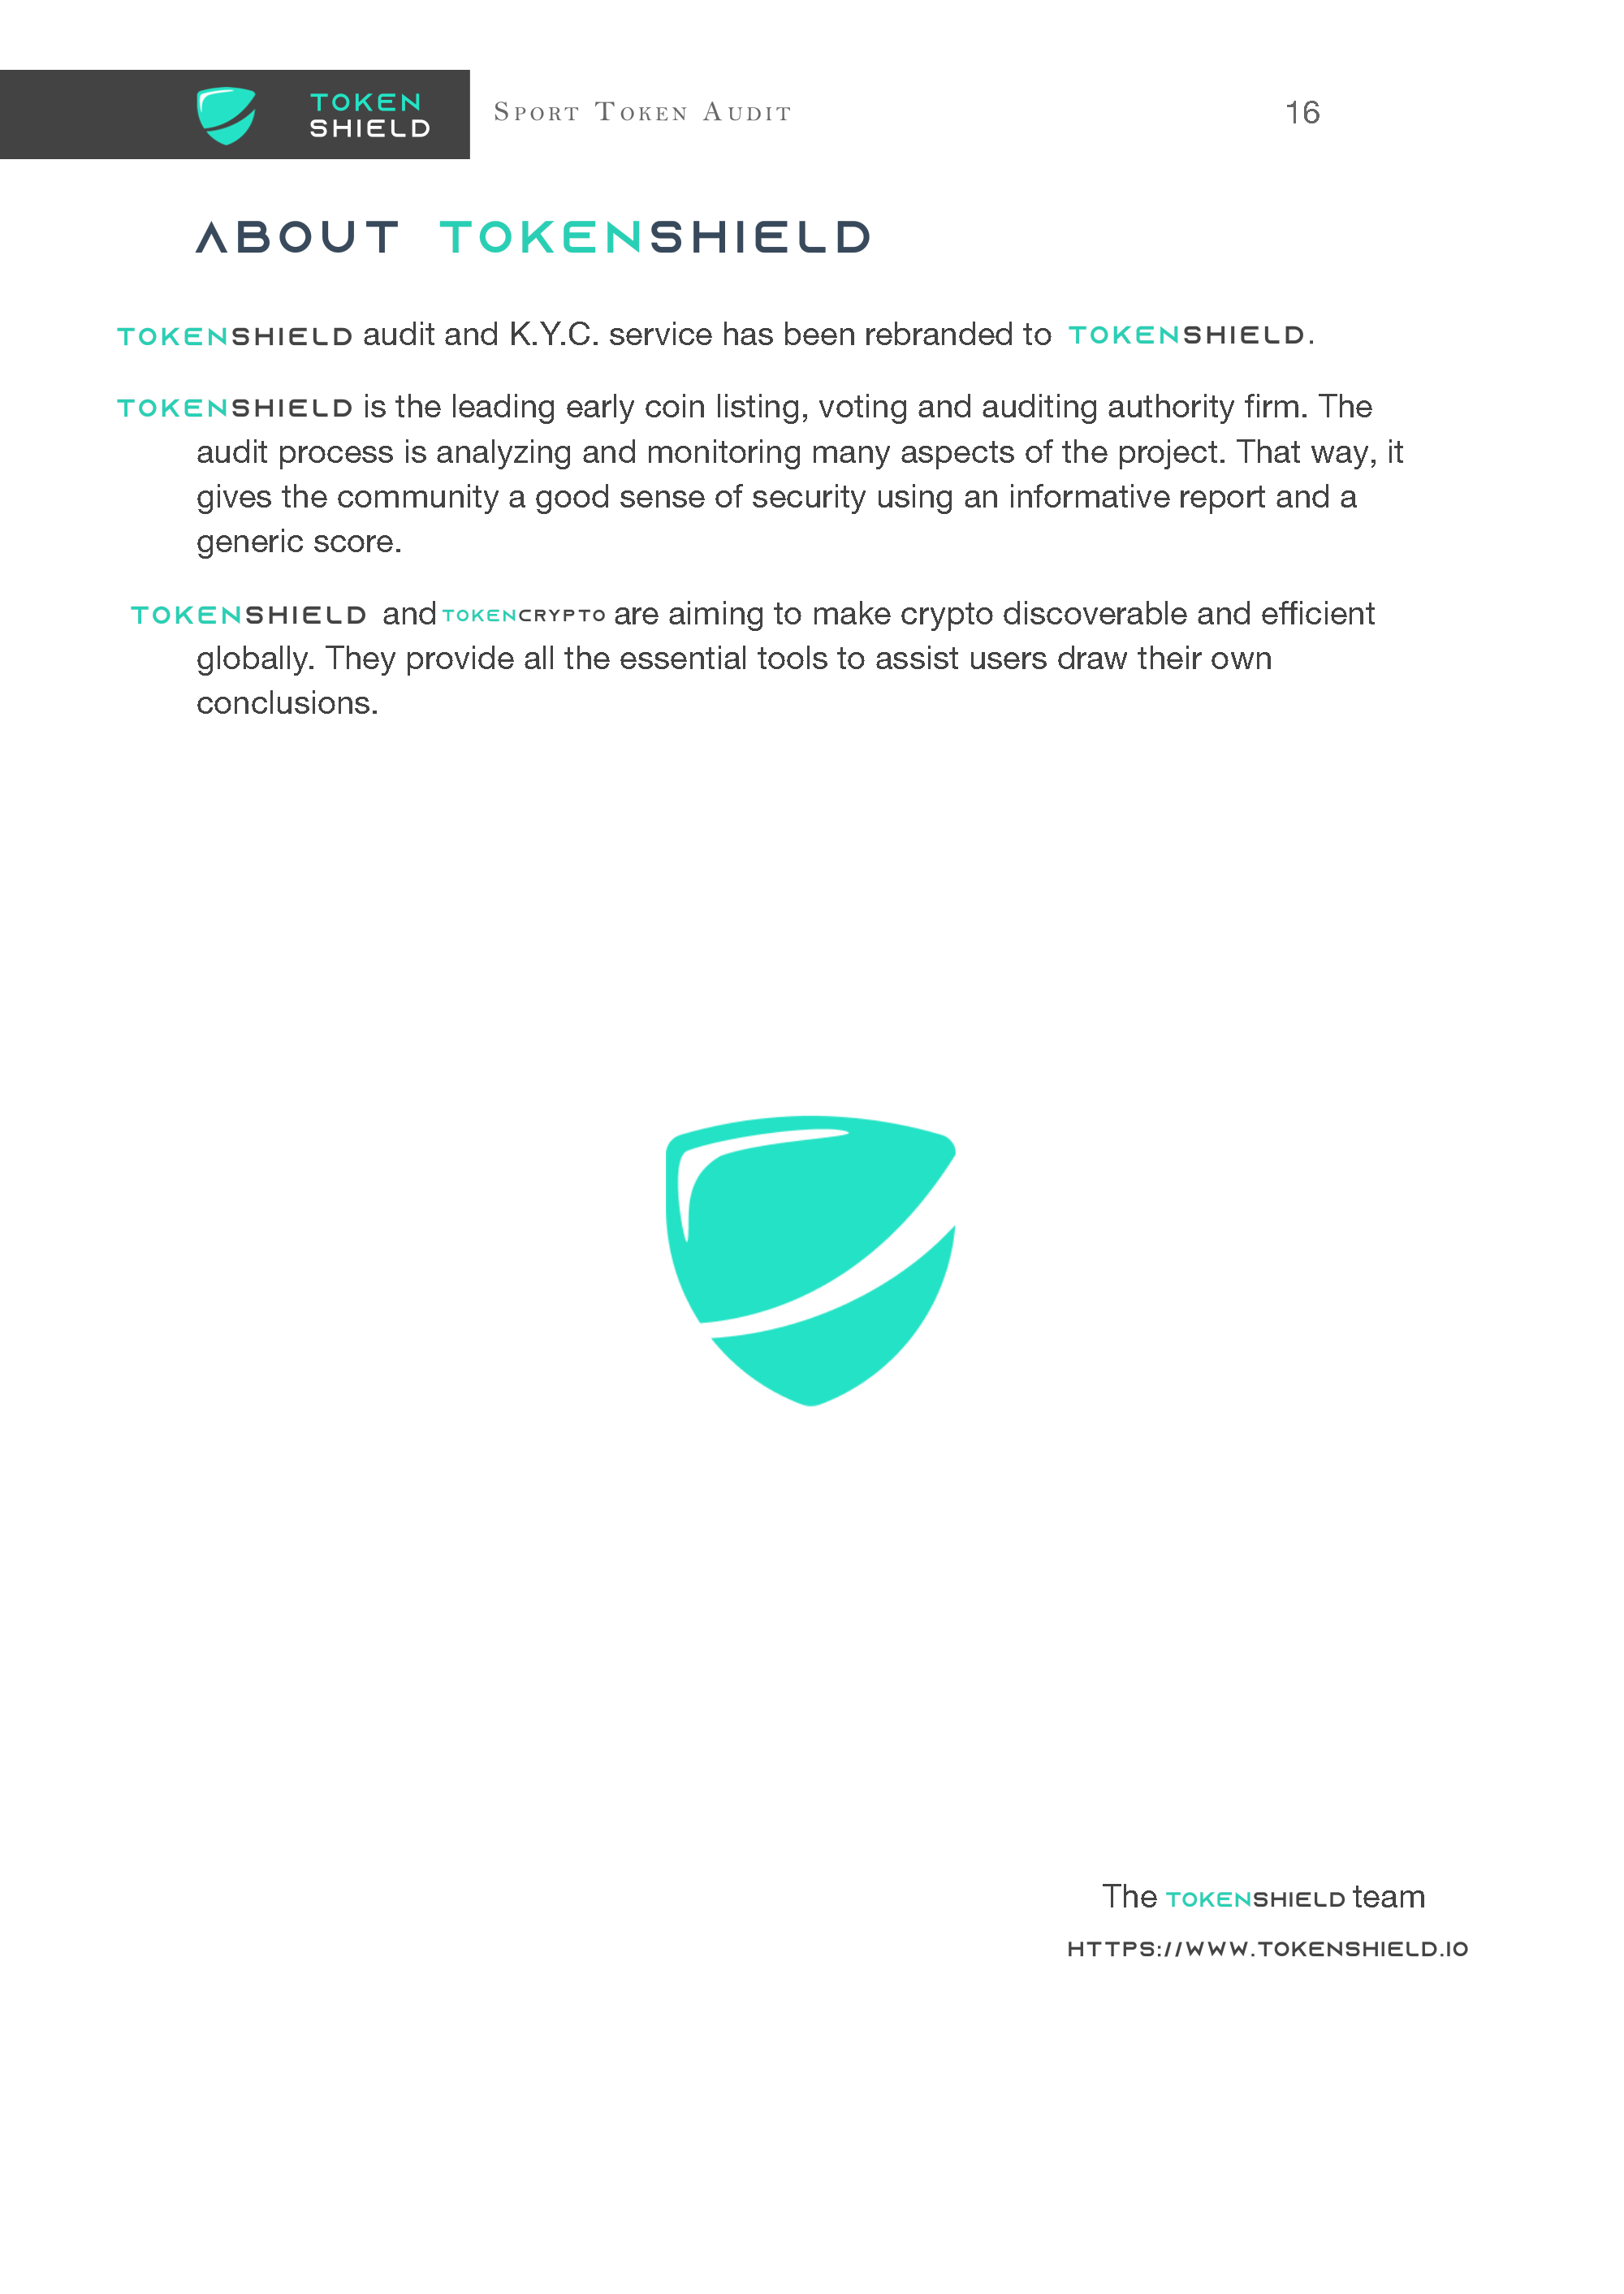 TOKEN
SHIELD
Sport Token Audit
16
ABOUT TOKENSHIELD
TOKENSHIELD audit and K.Y.C. service has been rebranded to TOKENSHIELD.
TOKENSHIELD is the leading early coin listing, voting and auditing authority firm. The
audit process is analyzing and monitoring many aspects of the project. That way, it
gives the community a good sense of security using an informative report and a
generic score.
TOKENSHIELD and TOKENCRYPTO are aiming to make crypto discoverable and efficient
globally. They provide all the essential tools to assist users draw their own
conclusions.
The TOKENSHIELD team
HTTPS://WWW.TOKENSHIELD.IO